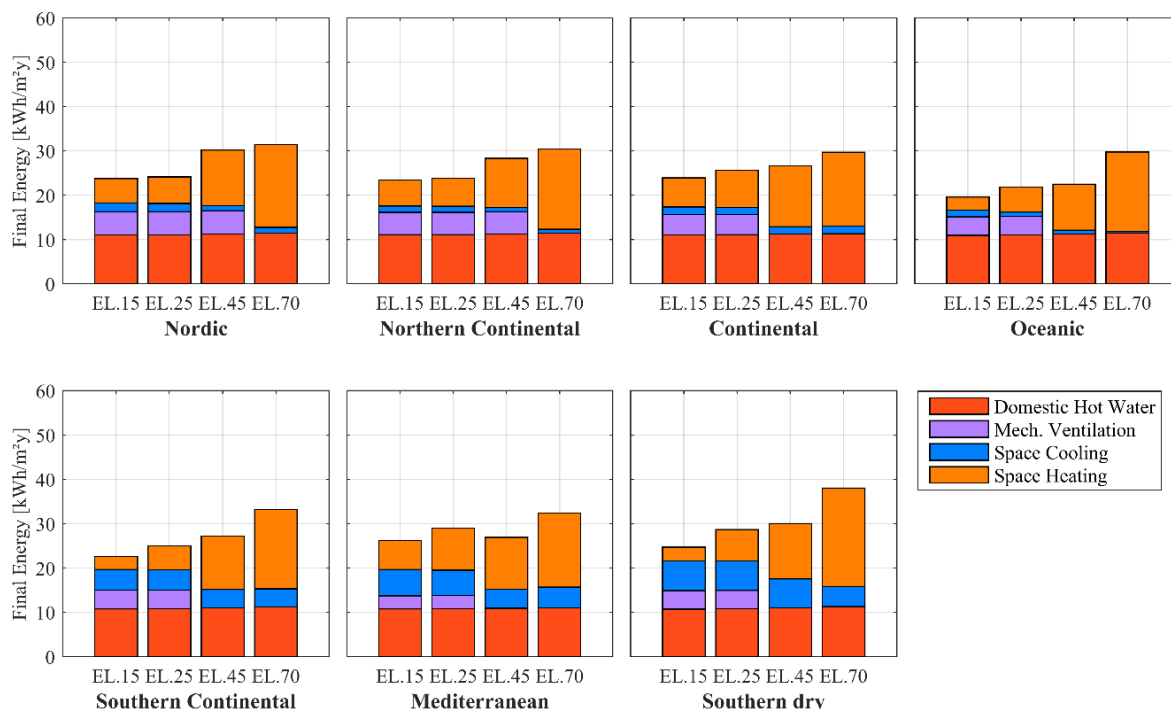 Final Energy [kWh/m²y]
60
50
40
30
20
10
0
EL.15 EL.25 EL.45 EL.70
Nordic
EL.15 EL.25 EL.45 EL.70
Northern Continental
EL.15 EL.25 EL.45 EL.70
Continental
EL.15 EL.25 EL.45 EL.70
Oceanic
Final Energy [kWh/m²y]
60
50
40
30
20
10
0
EL.15 EL.25 EL.45 EL.70
Southern Continental
EL.15 EL.25 EL.45 EL.70
Mediterranean
EL.15 EL.25 EL.45 EL.70
Southern dry
Domestic Hot Water
Mech. Ventilation
Space Cooling
Space Heating